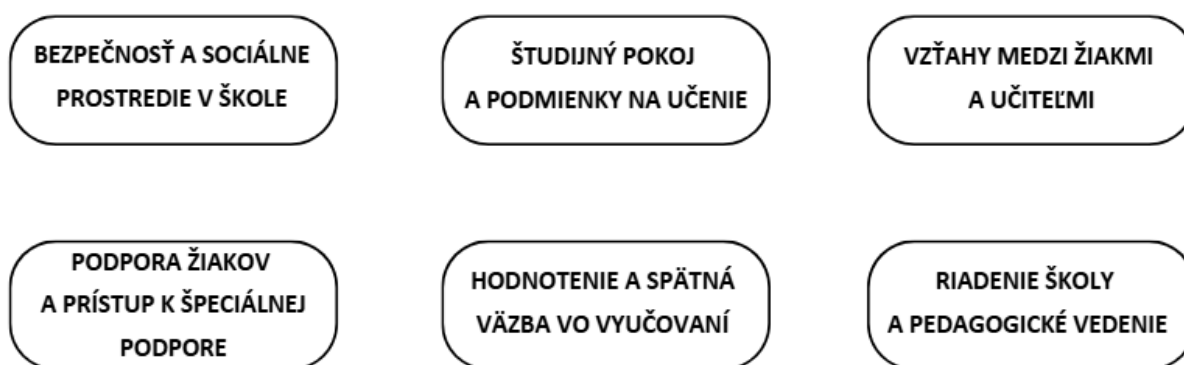 BEZPEČNOSŤ A SOCIÁLNE
PROSTREDIE V ŠKOLE
ŠTUDIJNÝ POKOJ
A PODMIENKY NA UČENIE
VZŤAHY MEDZI ŽIAKMI
A UČITEĽMI
PODPORA ŽIAKOV
A PRÍSTUP K ŠPECIÁLNEJ
PODPORE
HODNOTENIE A SPÄTNÁ
VÄZBA VO VYUČOVANÍ
RIADENIE ŠKOLY
A PEDAGOGICKÉ VEDENIE